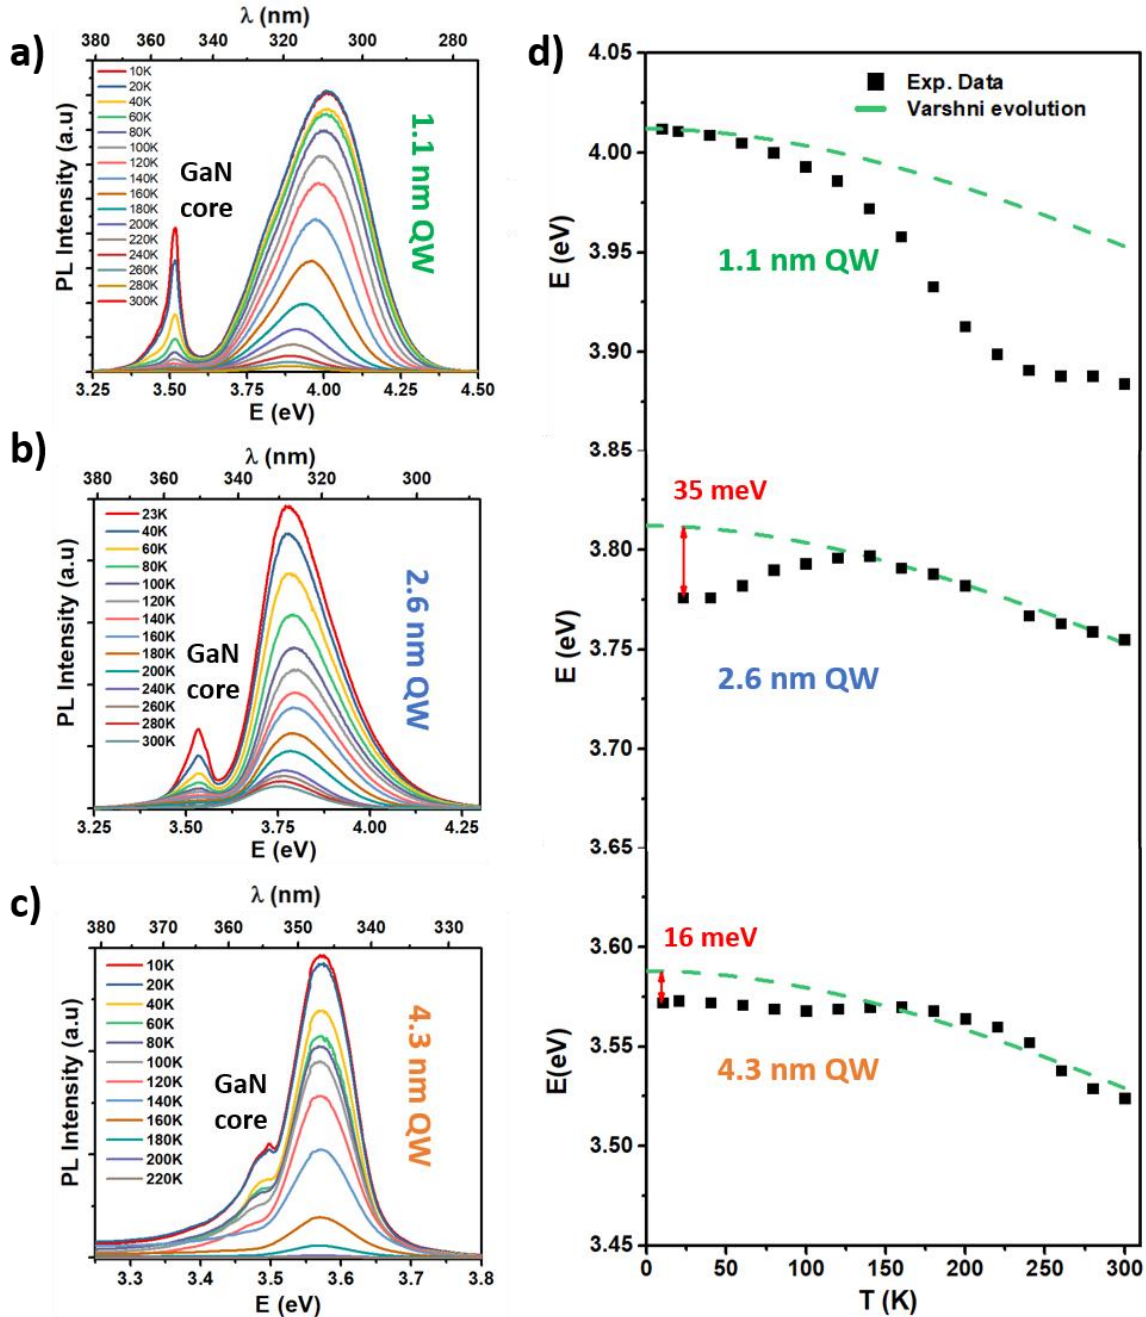 a)
λ (nm)
380 360 340 320 300 280
PL Intensity (a.u)
10K
20K
40K
60K
80K
100K
120K
140K
160K
180K
200K
220K
240K
260K
280K
300K
GaN
core
1.1 nm QW
3.25 3.50 3.75 4.00 4.25 4.50
E (eV)
b)
λ (nm)
380 370 360 350 340 330 320 310 300
PL Intensity (a.u)
23K
40K
60K
80K
100K
120K
140K
160K
180K
200K
240K
260K
280K
300K
GaN
core
2.6 nm QW
3.25 3.50 3.75 4.00 4.25
E (eV)
c)
λ (nm)
380 370 360 350 340 330
PL Intensity (a.u)
10K
20K
40K
60K
80K
100K
120K
140K
160K
180K
200K
220K
GaN
core
4.3 nm QW
3.3 3.4 3.5 3.6 3.7 3.8
E (eV)
d)
4.05
4.00
3.95
3.90
3.85
E (eV)
Exp. Data
Varshni evolution
1.1 nm QW
35 meV
3.80
3.75
3.70
3.65
E (eV)
2.6 nm QW
16 meV
3.60
3.55
3.50
3.45
E(eV)
4.3 nm QW
0 50 100 150 200 250 300
T (K)